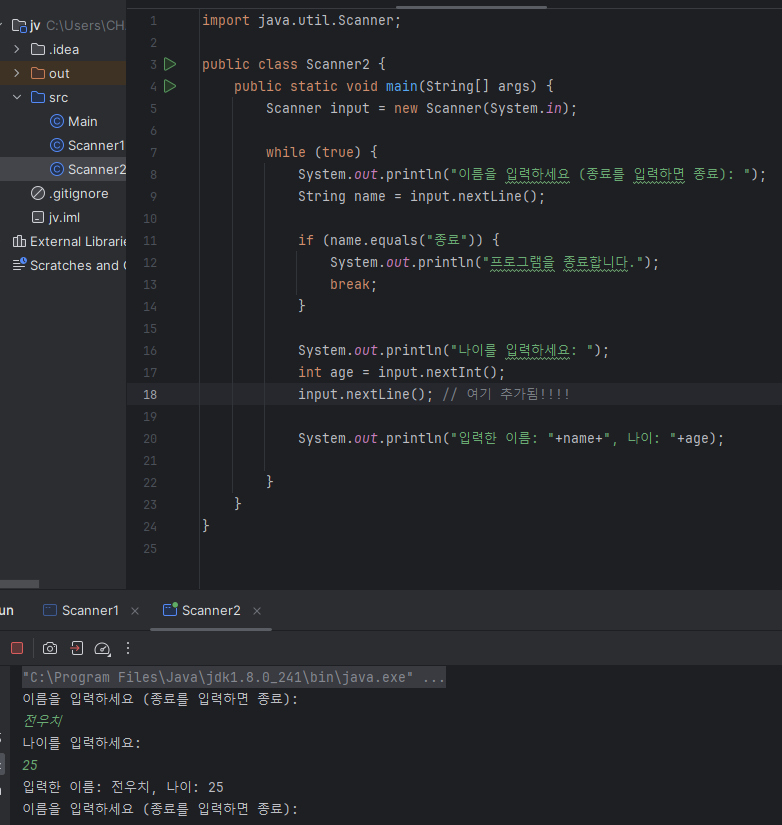 jv C:\Users\CH
.idea
out
src
Main
Scanner1
Scanner2
.gitignore
jv.iml
External Librarie
Scratches and
1 import java.util.Scanner;
2
3 public class Scanner2 {
4 public static void main(String[] args) {
5 Scanner input = new Scanner(System.in);
6
7 while (true) {
8 System.out.println("이름을 입력하세요 (종료를 입력하면 종료): ");
9 String name = input.nextLine();
10
11 if (name.equals("종료")) {
12 System.out.println("프로그램을 종료합니다.");
13 break;
14 }
15
16 System.out.println("나이를 입력하세요: ");
17 int age = input.nextInt();
18 input.nextLine(); // 여기 추가됨!!!!
19
20 System.out.println("입력한 이름: "+name+", 나이: "+age);
21
22 }
23 }
24 }
25
un Scanner1 Scanner2
"C:\Program Files\Java\jdk1.8.0_241\bin\java.exe" ...
이름을 입력하세요 (종료를 입력하면 종료):
전우치
나이를 입력하세요:
25
입력한 이름: 전우치, 나이: 25
이름을 입력하세요 (종료를 입력하면 종료):